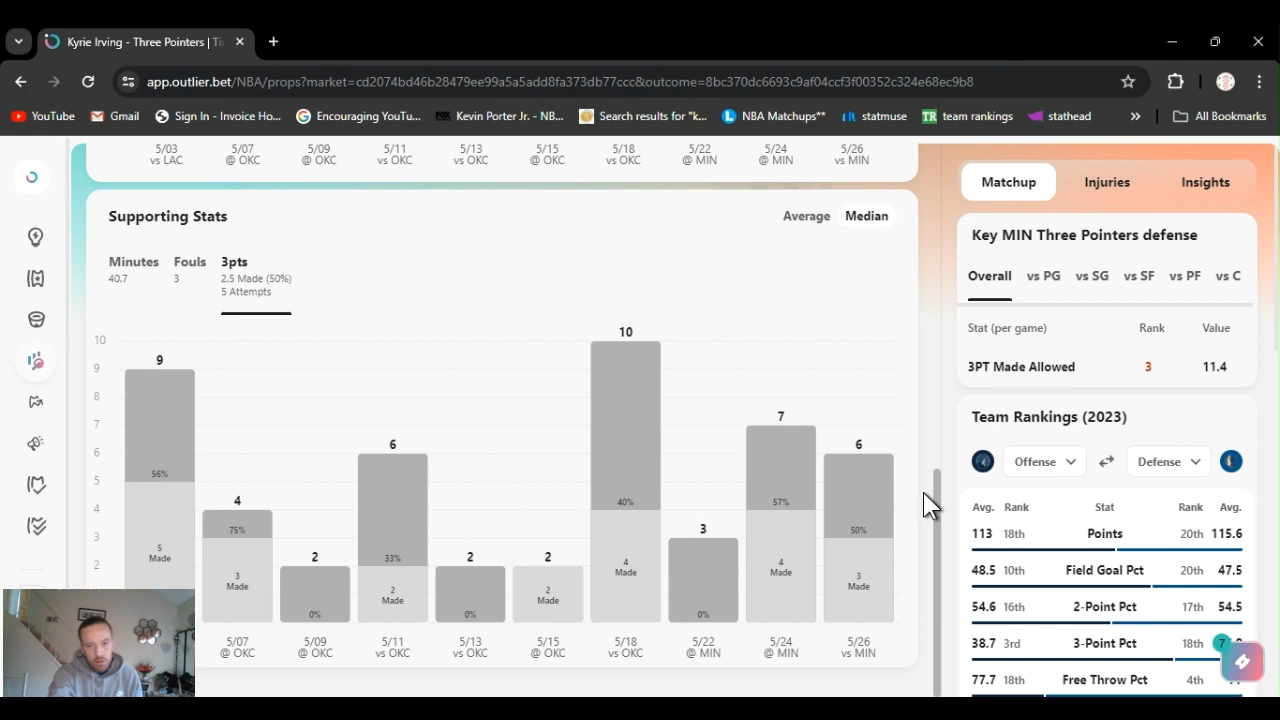 Kyrie Irving - Three Pointers |
app.outlier.bet/NBA/props?market=cd2074bd46b28479ee99a5a5add8fa373db77ccc&outcome=8bc370dc6693c9af04ccf3f00352c324e68ec9b8
YouTube Gmail Sign In - Invoice Ho... Encouraging YouTu... Kevin Porter Jr. - NB... Search results for "k... NBA Matchups** statmuse team rankings stathead » All Bookmarks
5/03 5/07 5/09 5/11 5/13 5/15 5/18 5/22 5/24 5/26
vs LAC @ OKC @ OKC vs OKC vs OKC @ OKC vs OKC @ MIN @ MIN vs MIN
Supporting Stats
Average Median
Minutes Fouls 3pts
40.7 3 2.5 Made (50%)
5 Attempts
10
9
8
7
6
5
4
3
2
9 4 2 6 2 2 10 3 7 6
56% 75% 0% 33% 0% 40% 0% 57% 50%
5 Made
3 Made
2 Made
2 Made
4 Made
4 Made
3 Made
5/07 5/09 5/11 5/13 5/15 5/18 5/22 5/24 5/26
@ OKC @ OKC vs OKC vs OKC @ OKC vs OKC @ MIN @ MIN vs MIN
Matchup Injuries Insights
Key MIN Three Pointers defense
Overall vs PG vs SG vs SF vs PF vs C
Stat (per game) Rank Value
3PT Made Allowed 3 11.4
Team Rankings (2023)
Offense Defense
Avg. Rank Stat Rank Avg.
113 18th Points 20th 115.6
48.5 10th Field Goal Pct 20th 47.5
54.6 16th 2-Point Pct 17th 54.5
38.7 3rd 3-Point Pct 18th
77.7 18th Free Throw Pct 4th